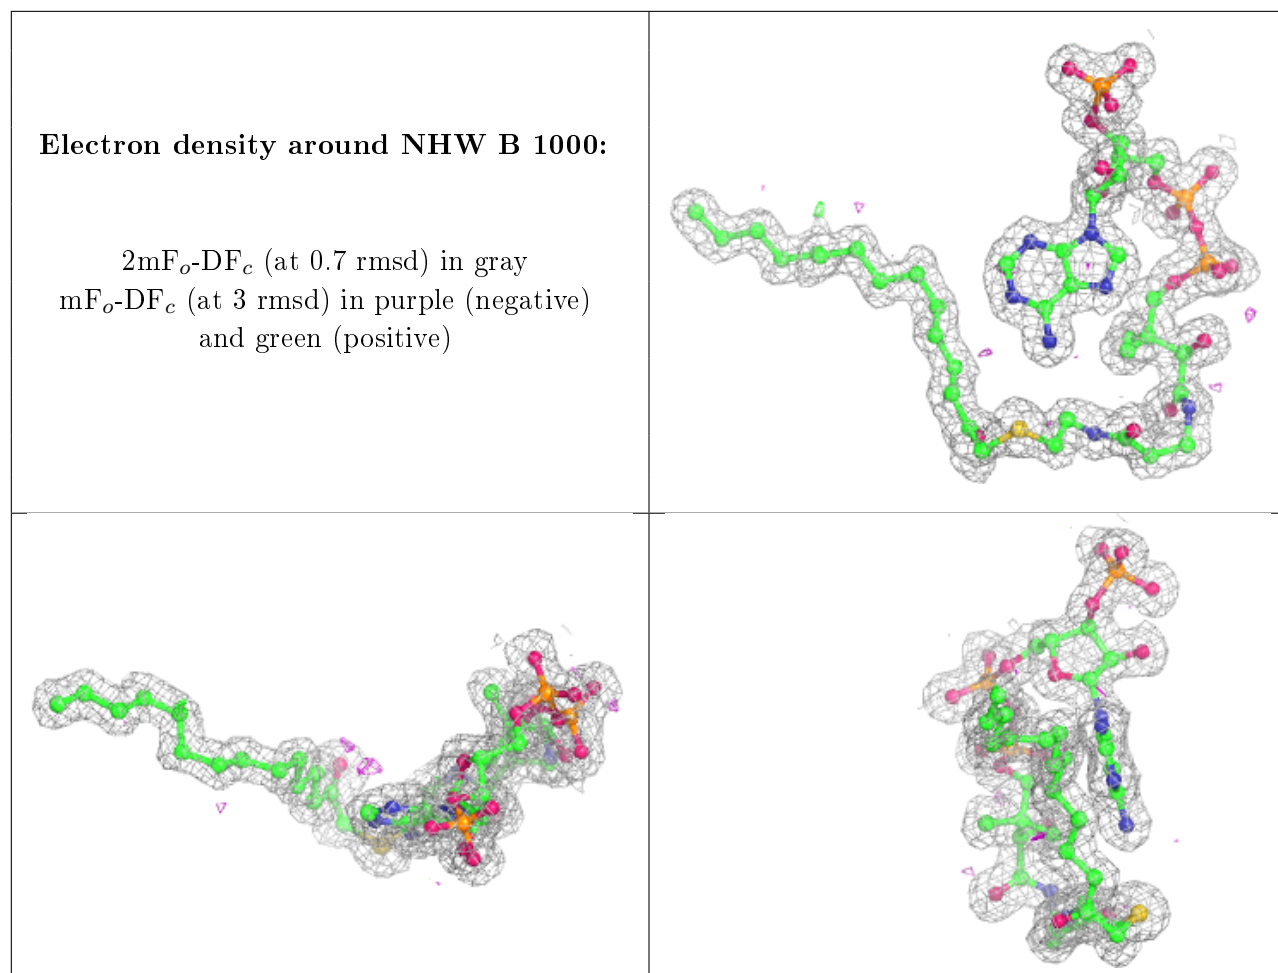 Electron density around NHW B 1000:
2mFo-DFc (at 0.7 rmsd) in gray
mFo-DFc (at 3 rmsd) in purple (negative)
and green (positive)